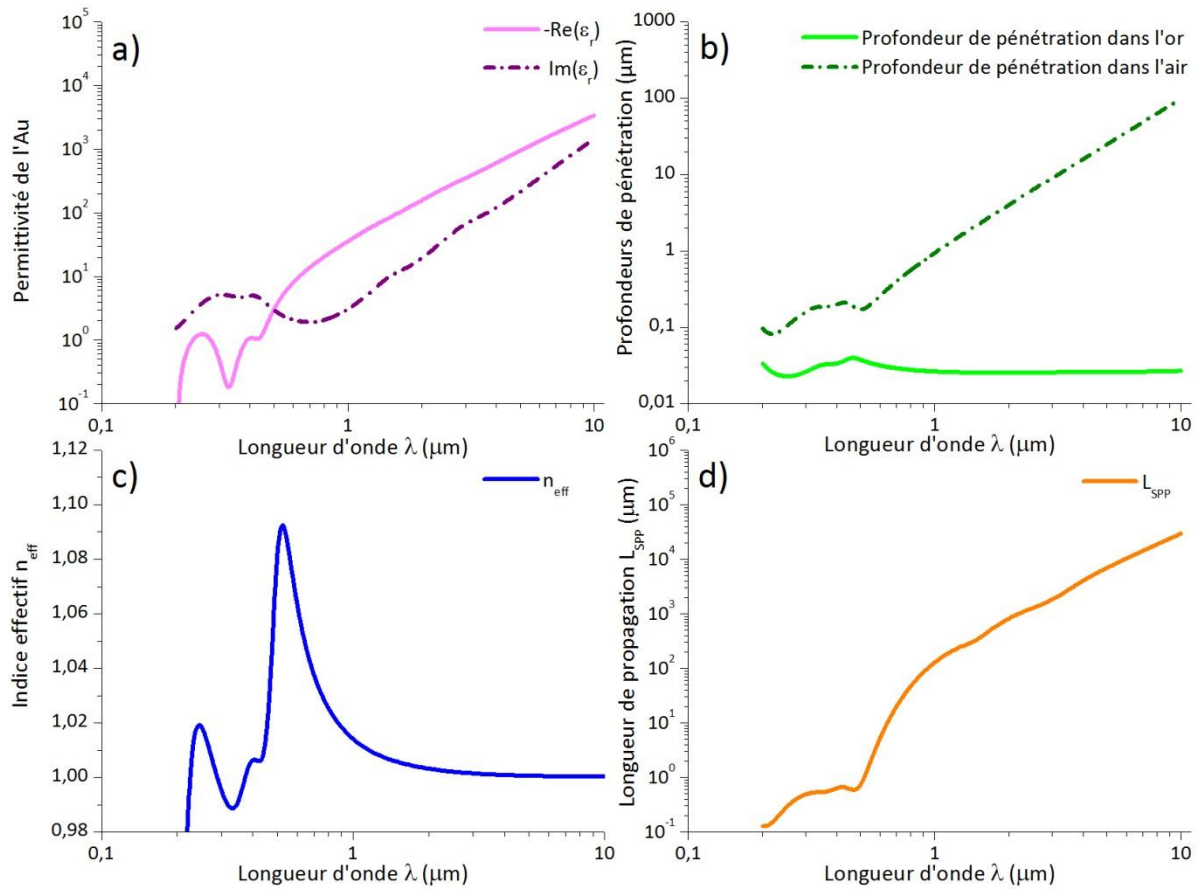 a)
-Re(εr)
Im(εr)
Permittivité de l'Au
10^5
10^4
10^3
10^2
10^1
10^0
10^-1
0,1
1
10
Longueur d'onde λ (µm)
b)
Profondeur de pénétration dans l'or
Profondeur de pénétration dans l'air
Profondeurs de pénétration (µm)
1000
100
10
1
0,1
0,01
0,1
1
10
Longueur d'onde λ (µm)
c)
n_eff
Indice effectif n_eff
1,12
1,10
1,08
1,06
1,04
1,02
1,00
0,98
0,1
1
10
Longueur d'onde λ (µm)
d)
L_SPP
Longueur de propagation L_SPP (µm)
10^6
10^5
10^4
10^3
10^2
10^1
10^0
10^-1
0,1
1
10
Longueur d'onde λ (µm)